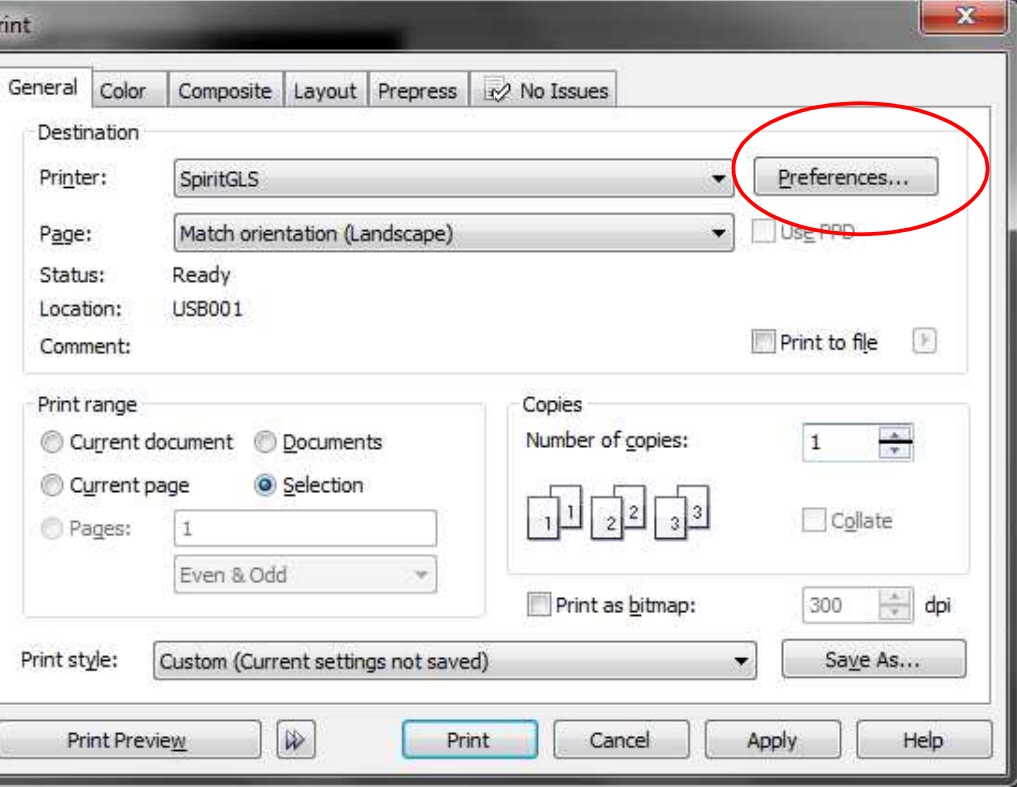 rint
General Color Composite Layout Prepress No Issues
Destination
Printer: SpiritGLS Preferences...
Page: Match orientation (Landscape) Use PPD
Status: Ready
Location: USB001
Comment: Print to file
Print range
Current document Documents
Current page Selection
Pages: 1
Even & Odd
Copies
Number of copies: 1
1 1 2 2 3 3
Collate
Print as bitmap: 300 dpi
Print style: Custom (Current settings not saved) Save As...
Print Preview Print Cancel Apply Help